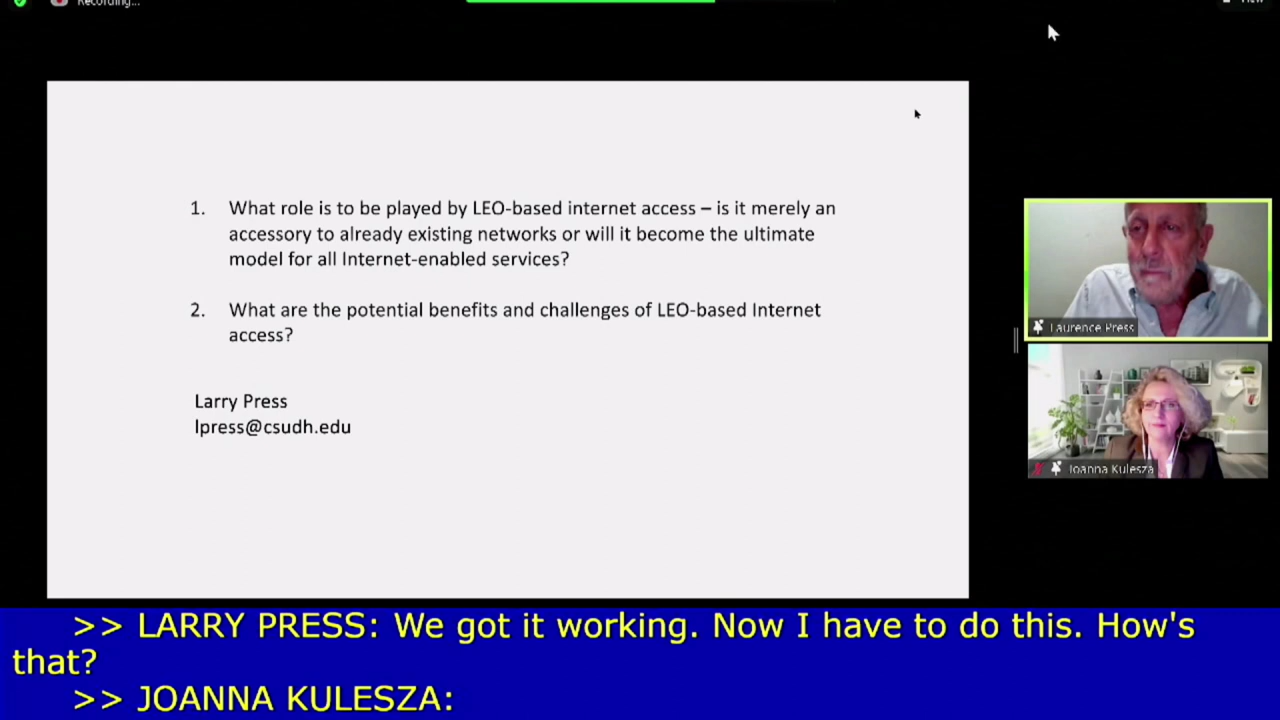 Recording...
View
1. What role is to be played by LEO-based internet access – is it merely an
accessory to already existing networks or will it become the ultimate
model for all Internet-enabled services?
2. What are the potential benefits and challenges of LEO-based Internet
access?
Larry Press
lpress@csudh.edu
Laurence Press
Joanna Kulesza
>> LARRY PRESS: We got it working. Now I have to do this. How's
that?
>> JOANNA KULESZA: